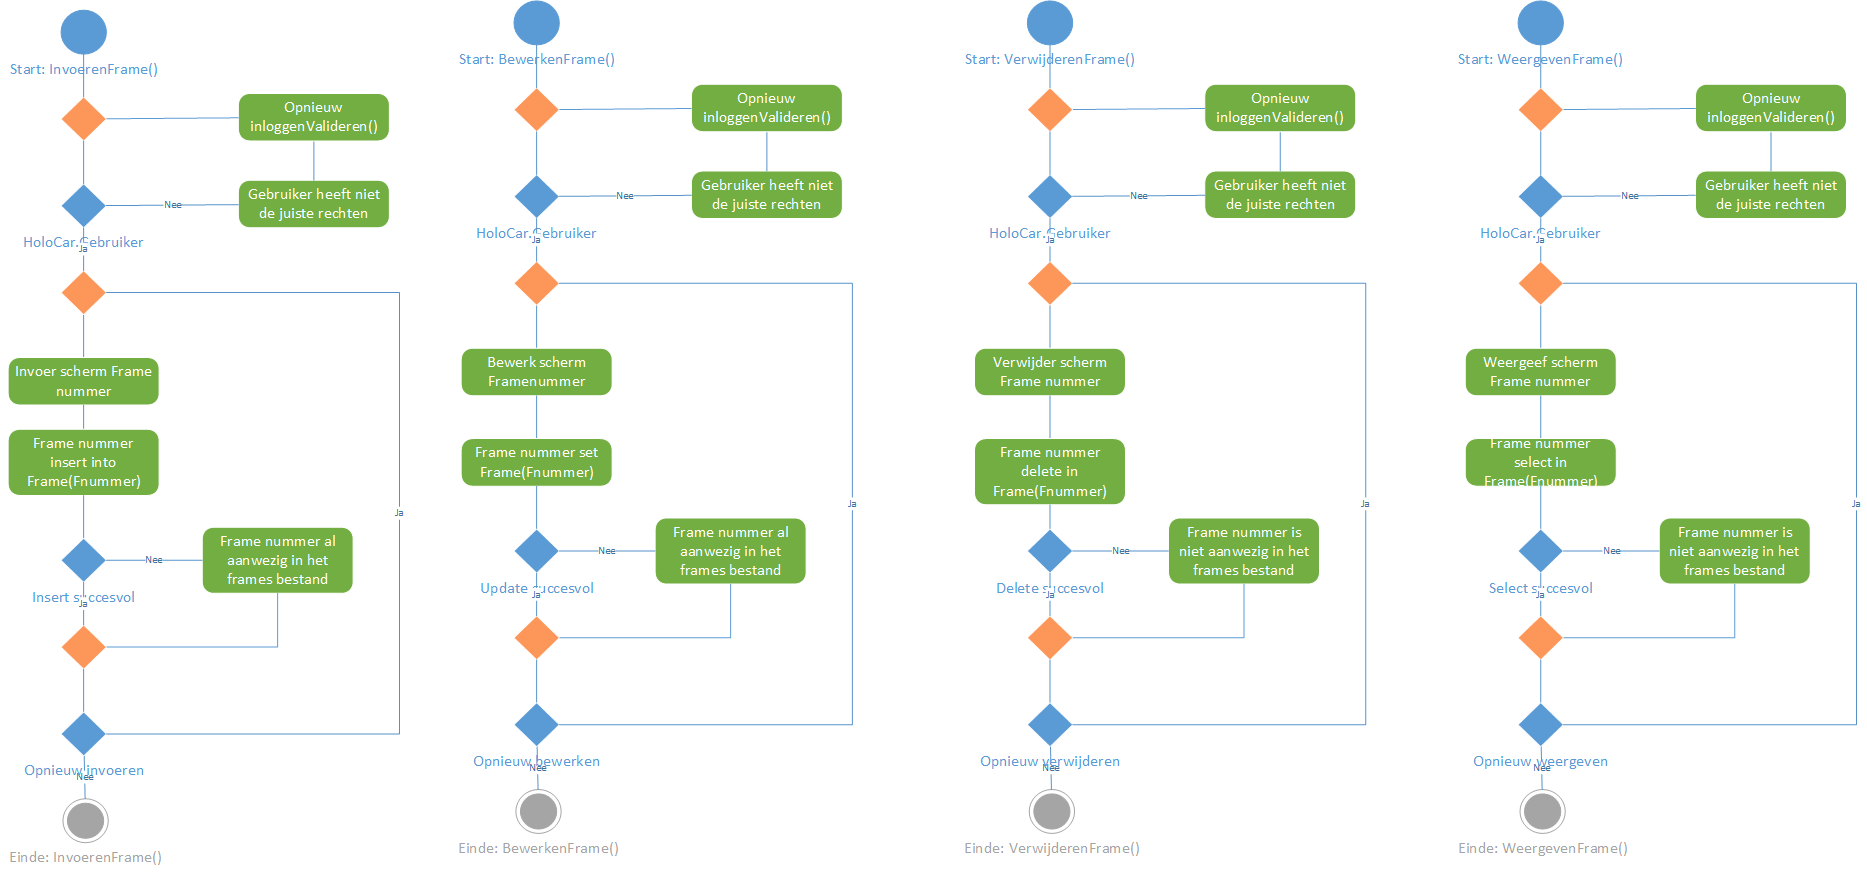 Start: InvoerenFrame()
Opnieuw
inloggenValideren()
Gebruiker heeft niet
de juiste rechten
Nee
HoloCar.Gebruiker
Ja
Invoer scherm Frame
nummer
Frame nummer
insert into
Frame(Fnummer)
Ja
Frame nummer al
aanwezig in het
frames bestand
Nee
Insert succesvol
Ja
Opnieuw invoeren
Nee
Einde: InvoerenFrame()
Start: BewerkenFrame()
Opnieuw
inloggenValideren()
Gebruiker heeft niet
de juiste rechten
Nee
HoloCar.Gebruiker
Ja
Bewerk scherm
Framenummer
Frame nummer set
Frame(Fnummer)
Ja
Frame nummer al
aanwezig in het
frames bestand
Nee
Update succesvol
Ja
Opnieuw bewerken
Nee
Einde: BewerkenFrame()
Start: VerwijderenFrame()
Opnieuw
inloggenValideren()
Gebruiker heeft niet
de juiste rechten
Nee
HoloCar.Gebruiker
Ja
Verwijder scherm
Frame nummer
Frame nummer
delete in
Frame(Fnummer)
Ja
Frame nummer is
niet aanwezig in het
frames bestand
Nee
Delete succesvol
Ja
Opnieuw verwijderen
Nee
Einde: VerwijderenFrame()
Start: WeergevenFrame()
Opnieuw
inloggenValideren()
Gebruiker heeft niet
de juiste rechten
Nee
HoloCar.Gebruiker
Ja
Weergeef scherm
Frame nummer
Frame nummer
select in
Frame(Fnummer)
Ja
Frame nummer is
niet aanwezig in het
frames bestand
Nee
Select succesvol
Ja
Opnieuw weergeven
Nee
Einde: WeergevenFrame()